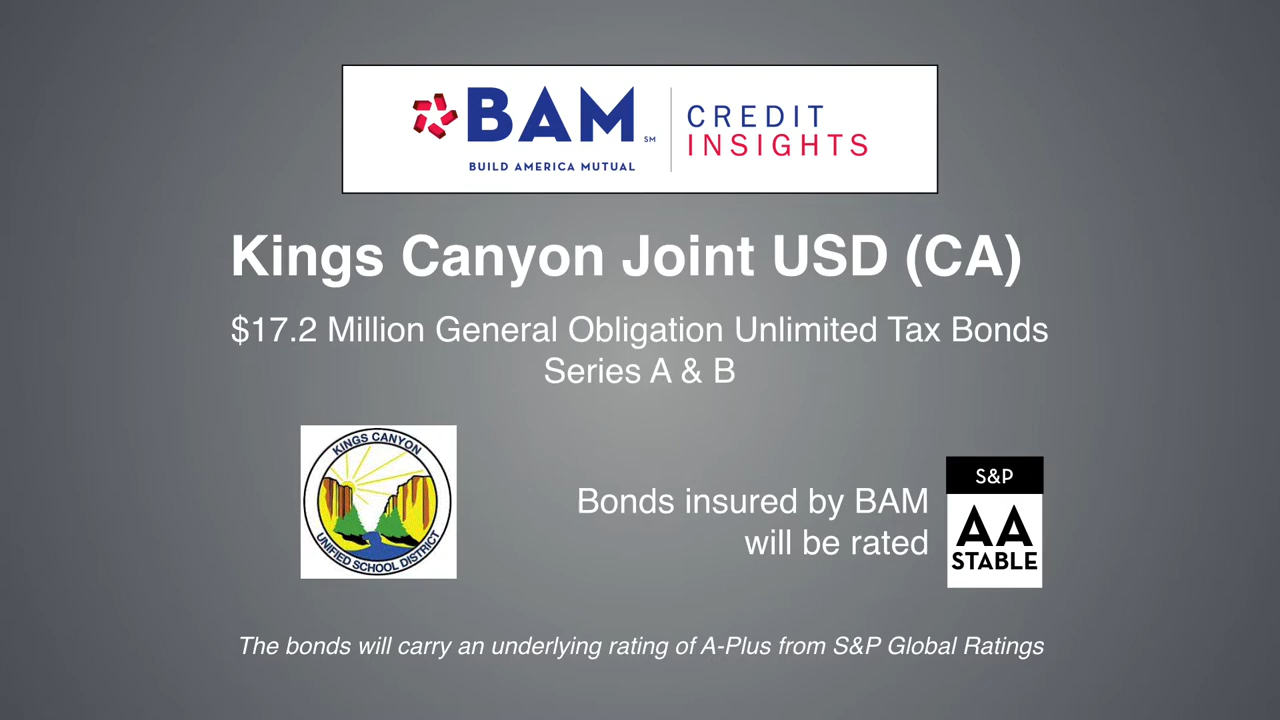 BAM SM
BUILD AMERICA MUTUAL
CREDIT
INSIGHTS
Kings Canyon Joint USD (CA)
$17.2 Million General Obligation Unlimited Tax Bonds
Series A & B
KINGS CANYON
UNIFIED SCHOOL DISTRICT
Bonds insured by BAM
will be rated
S&P
AA
STABLE
The bonds will carry an underlying rating of A-Plus from S&P Global Ratings